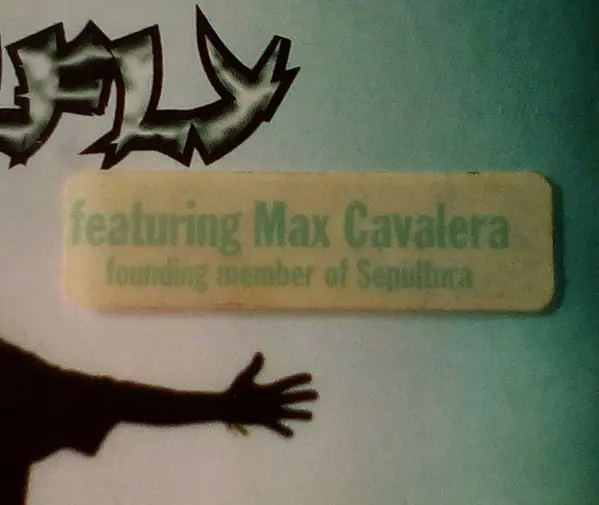 FLY
featuring Max Cavalera
founding member of Sepultura